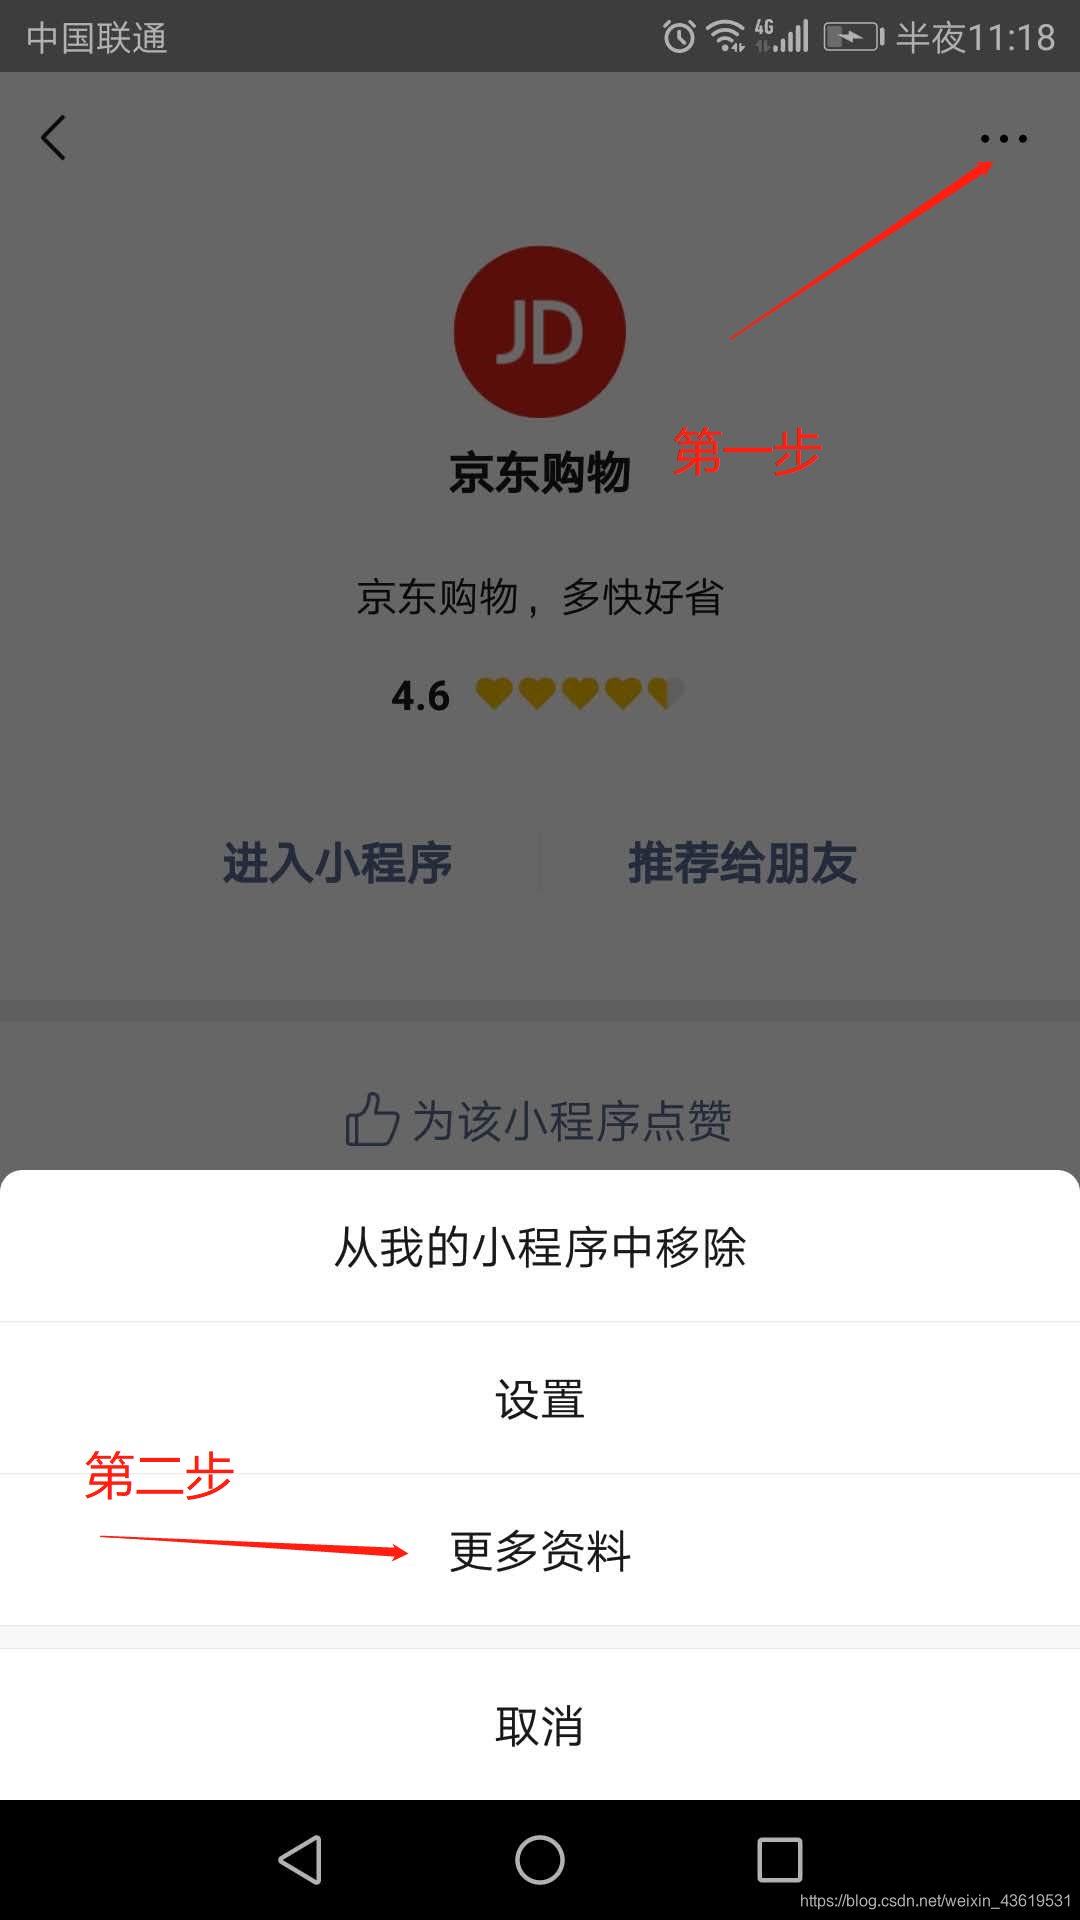 中国联通 4G 半夜11:18
JD
第一步
京东购物
京东购物，多快好省
4.6
进入小程序 推荐给朋友
为该小程序点赞
从我的小程序中移除
设置
第二步
更多资料
取消
https://blog.csdn.net/weixin_43619531